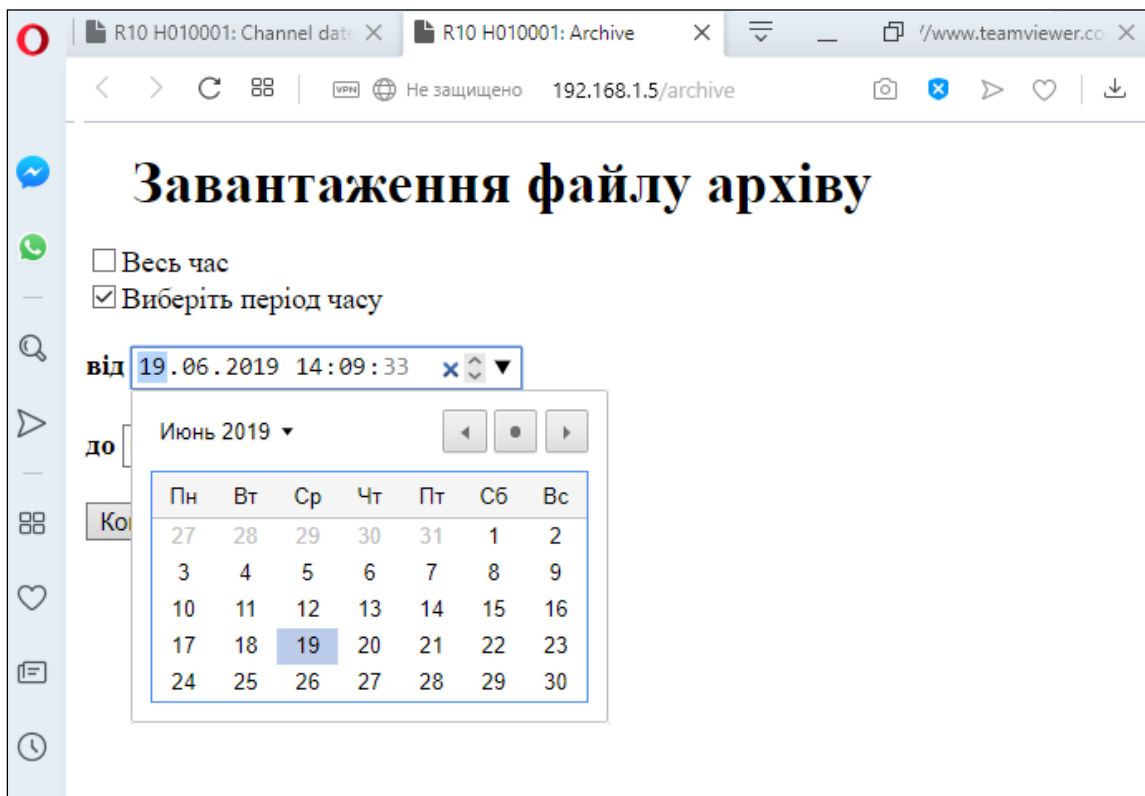 R10 H010001: Channel date
R10 H010001: Archive
//www.teamviewer.co
VPN
Не защищено
192.168.1.5/archive
Завантаження файлу архіву
Весь час
Виберіть період часу
від 19.06.2019 14:09:33
до
Июнь 2019
Пн Вт Ср Чт Пт Сб Вс
27 28 29 30 31 1 2
3 4 5 6 7 8 9
10 11 12 13 14 15 16
17 18 19 20 21 22 23
24 25 26 27 28 29 30